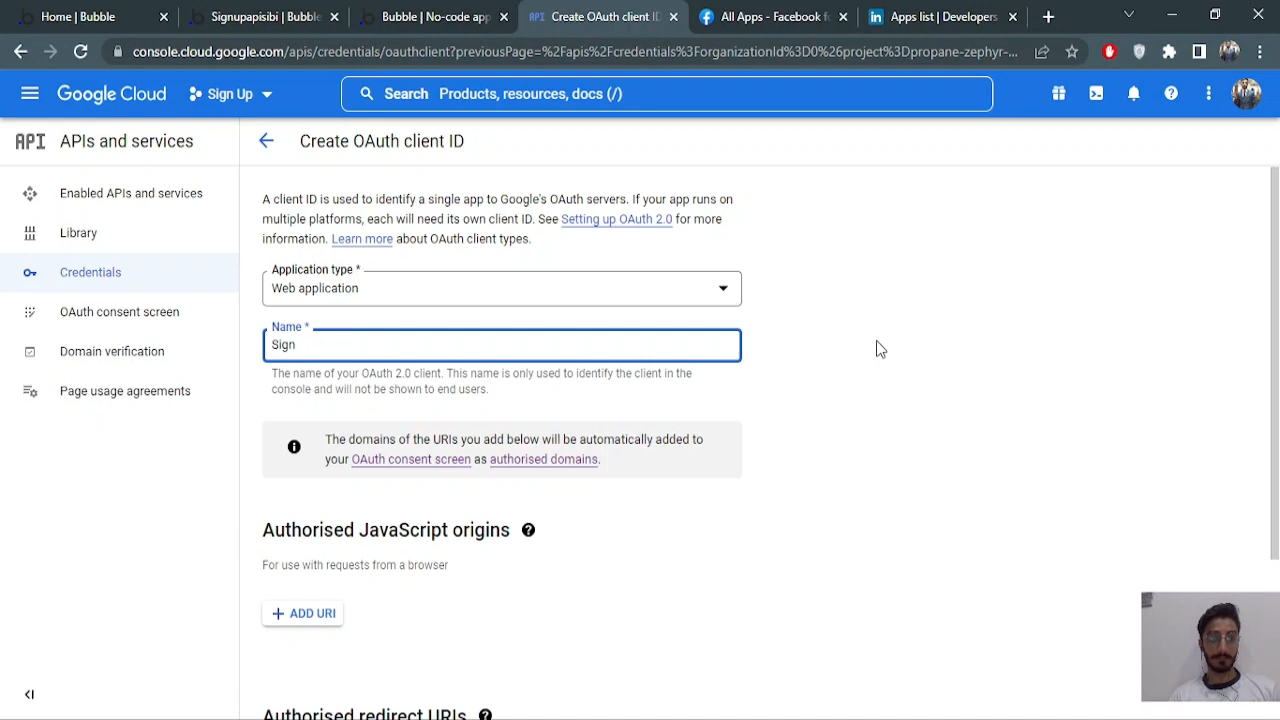 Home | Bubble
Signupapisibi | Bubble
Bubble | No-code app
API Create OAuth client ID
All Apps - Facebook fo
in Apps list | Developers
console.cloud.google.com/apis/credentials/oauthclient?previousPage=%2Fapis%2Fcredentials%3ForganizationId%3D0%26project%3Dpropane-zephyr-...
Google Cloud
Sign Up
Search Products, resources, docs (/)
API APIs and services
Create OAuth client ID
Enabled APIs and services
Library
Credentials
OAuth consent screen
Domain verification
Page usage agreements
A client ID is used to identify a single app to Google's OAuth servers. If your app runs on
multiple platforms, each will need its own client ID. See Setting up OAuth 2.0 for more
information. Learn more about OAuth client types.
Application type *
Web application
Name *
Sign
The name of your OAuth 2.0 client. This name is only used to identify the client in the
console and will not be shown to end users.
The domains of the URIs you add below will be automatically added to
your OAuth consent screen as authorised domains.
Authorised JavaScript origins
For use with requests from a browser
+ ADD URI
Authorised redirect URIs